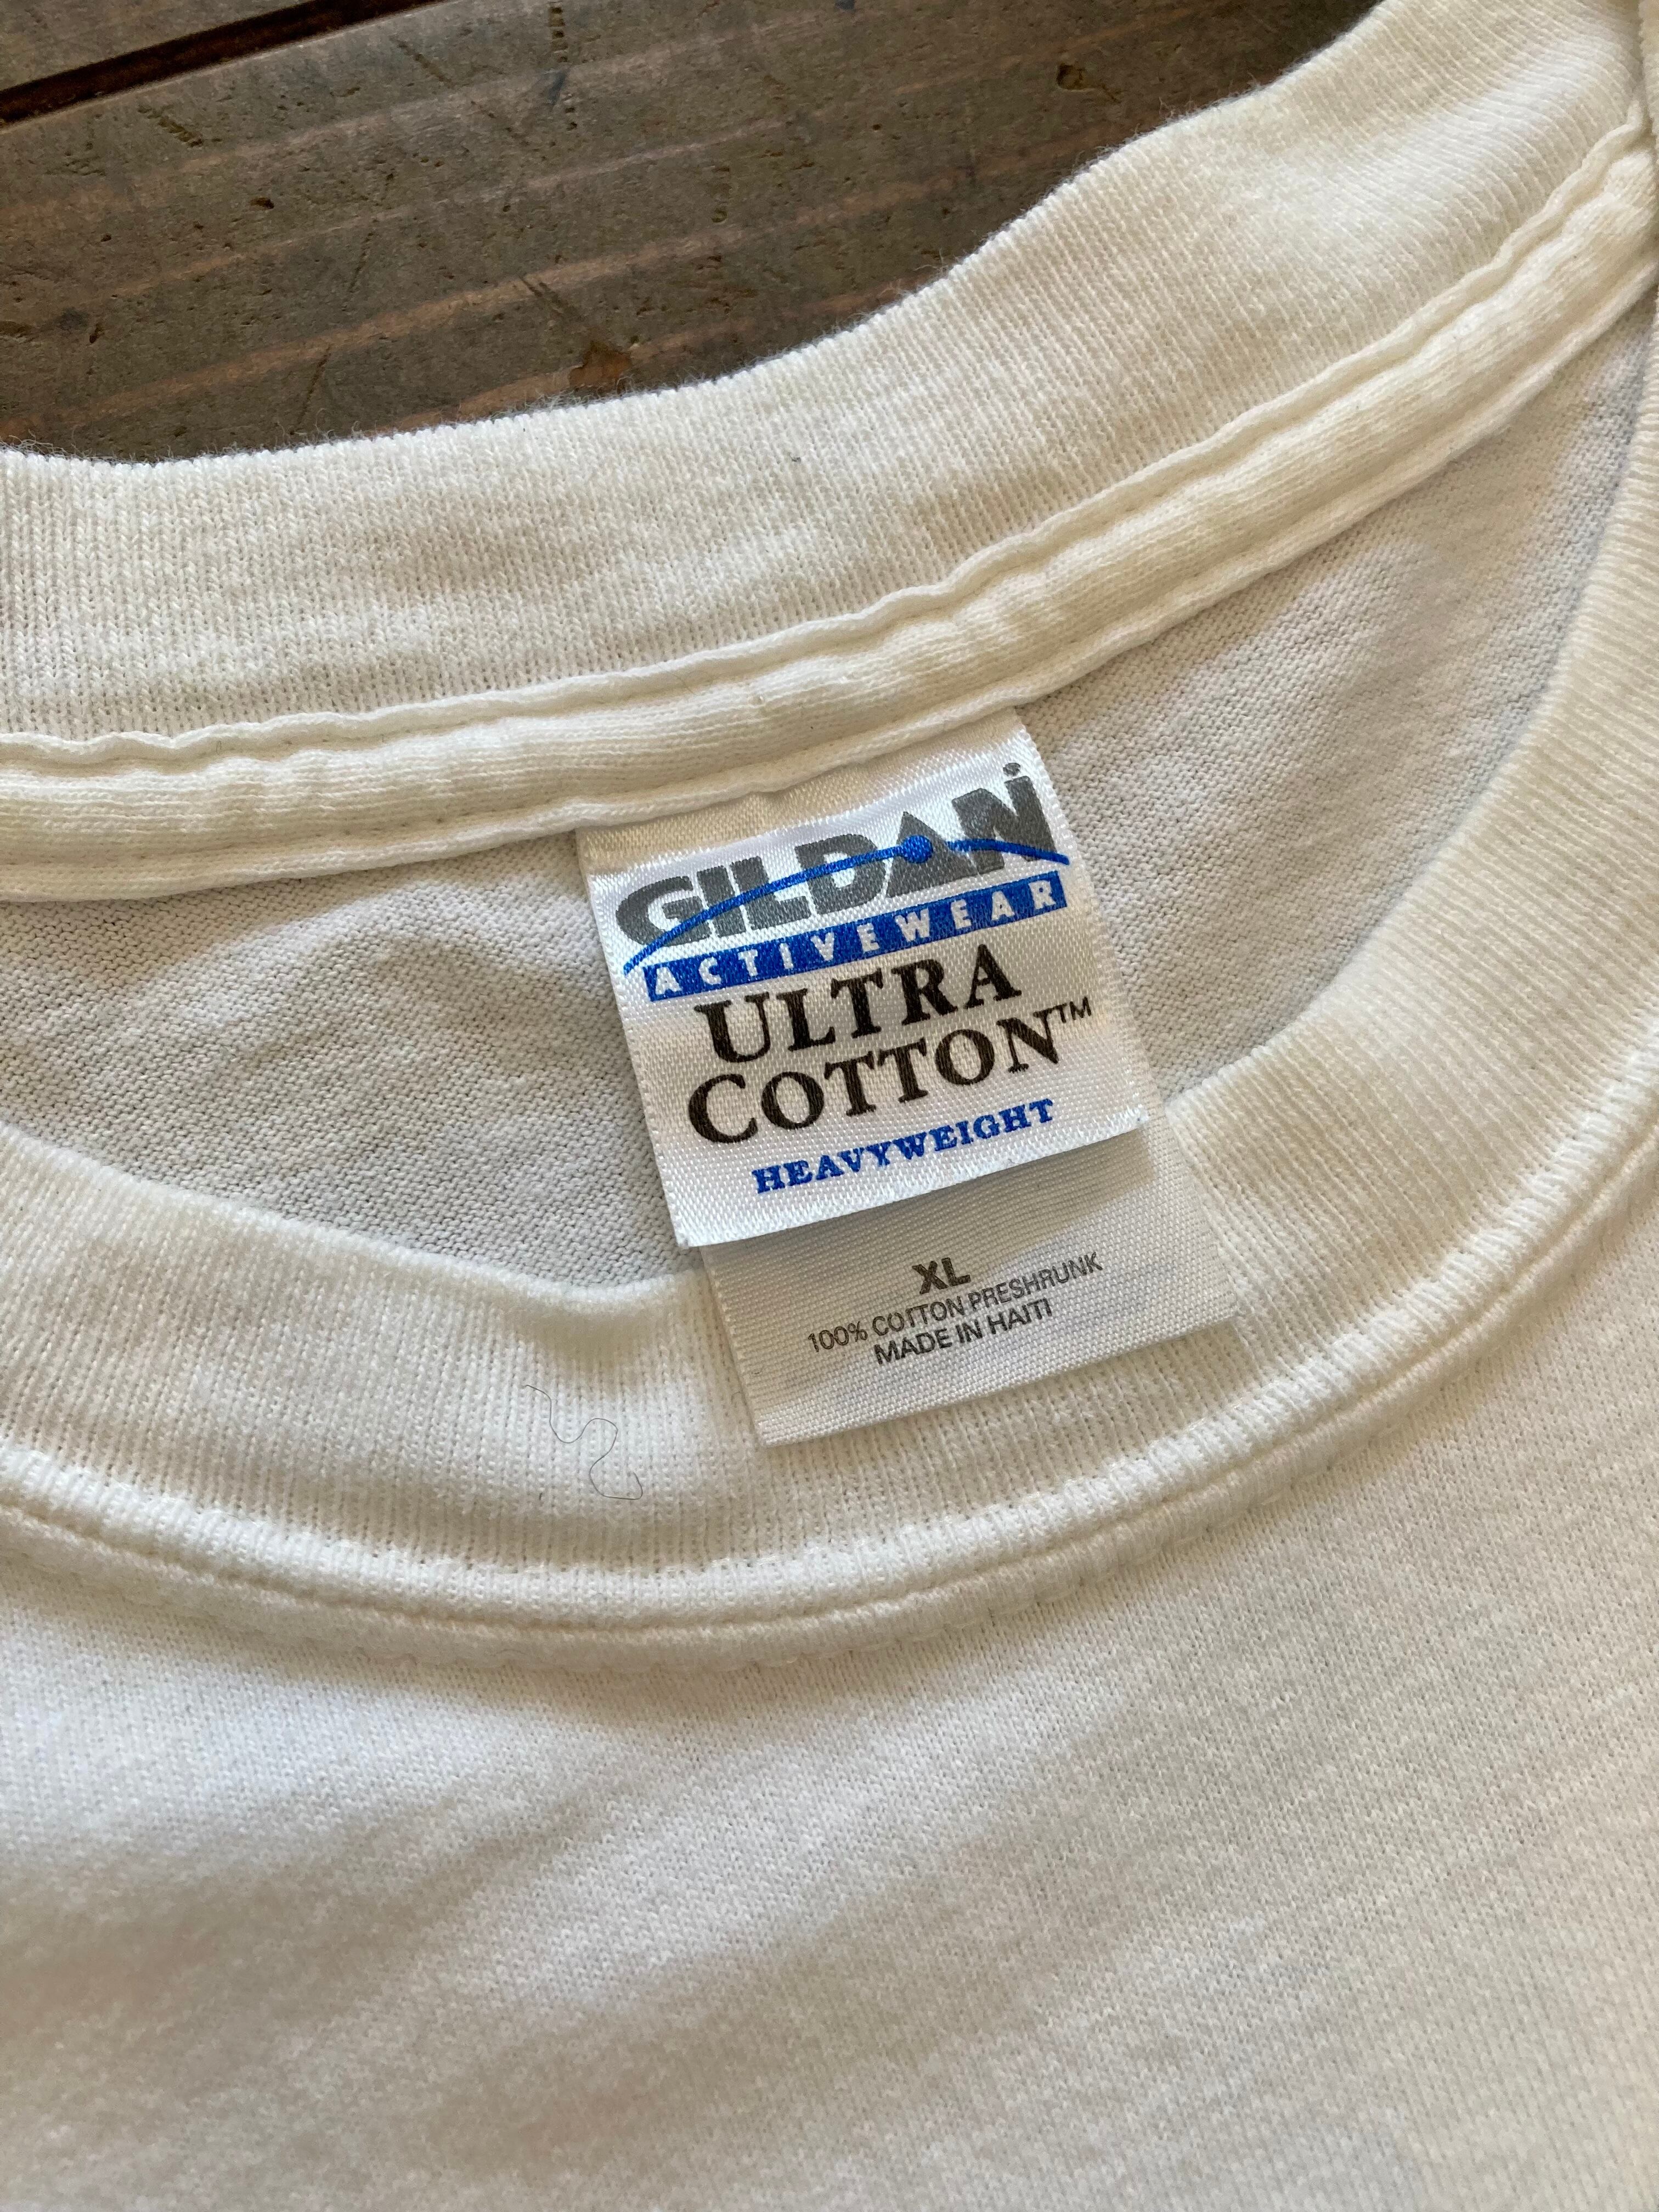 GILDAN
ACTIVEWEAR
ULTRA
COTTON™
HEAVYWEIGHT
XL
100% COTTON PRESHRUNK
MADE IN HAITI